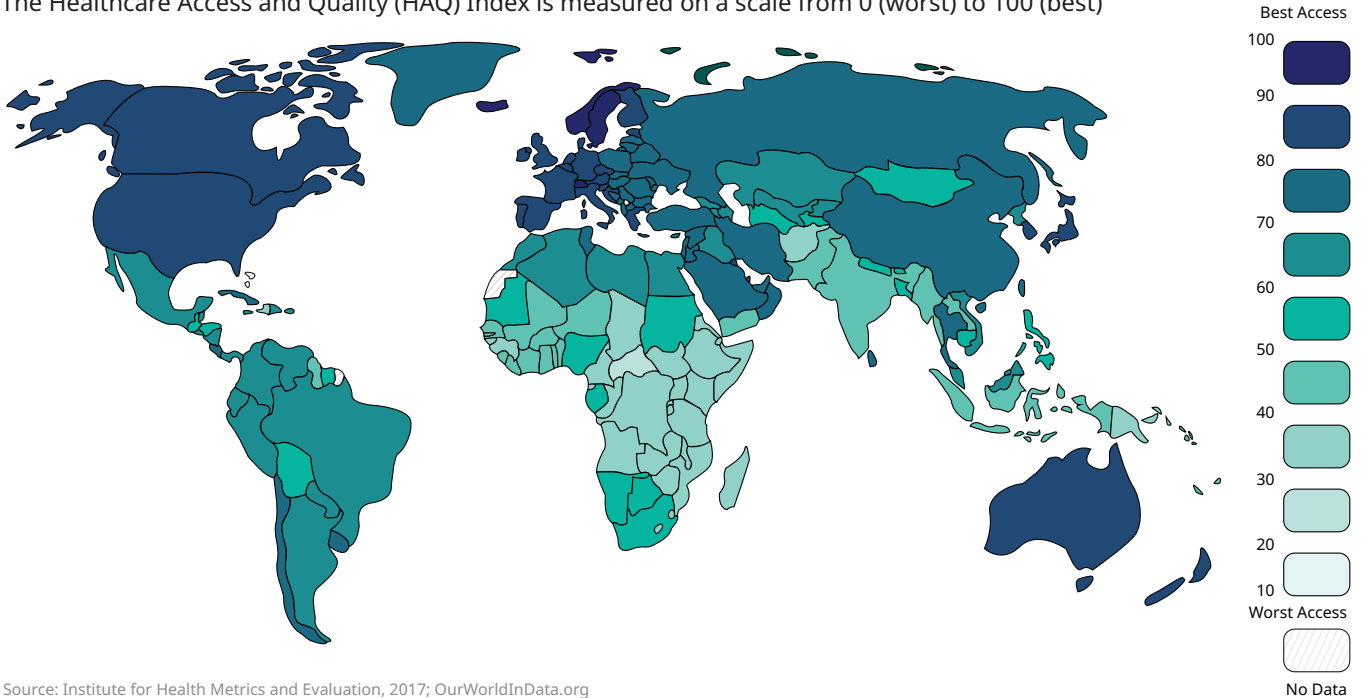 The Healthcare Access and Quality (HAQ) Index is measured on a scale from 0 (worst) to 100 (best)
Best Access
100
90
80
70
60
50
40
30
20
10
Worst Access
No Data
Source: Institute for Health Metrics and Evaluation, 2017; OurWorldInData.org